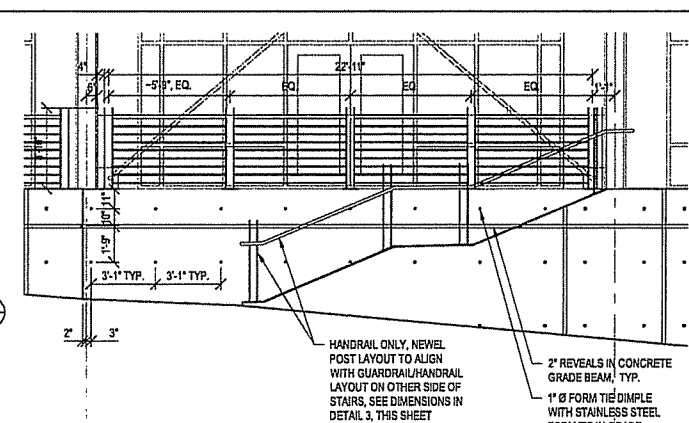 4"
22'-11"
6"
~5'-9", EQ.
EQ.
EQ.
EQ.
1'-1"
11"
10"
1'-9"
3'-1" TYP.
3'-1" TYP.
2"
3"
HANDRAIL ONLY, NEWEL
POST LAYOUT TO ALIGN
WITH GUARDRAIL/HANDRAIL
LAYOUT ON OTHER SIDE OF
STAIRS, SEE DIMENSIONS IN
DETAIL 3, THIS SHEET
2" REVEALS IN CONCRETE
GRADE BEAM, TYP.
1" Ø FORM TIE DIMPLE
WITH STAINLESS STEEL